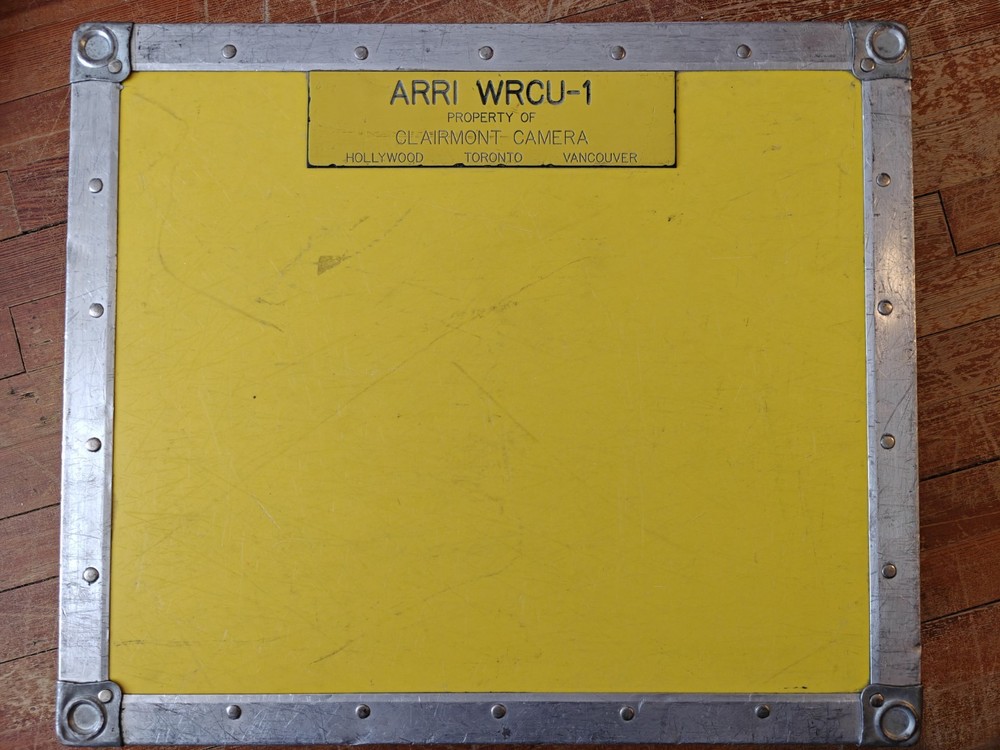 ARRI WRCU-1
PROPERTY OF
CLAIRMONT CAMERA
HOLLYWOOD TORONTO VANCOUVER